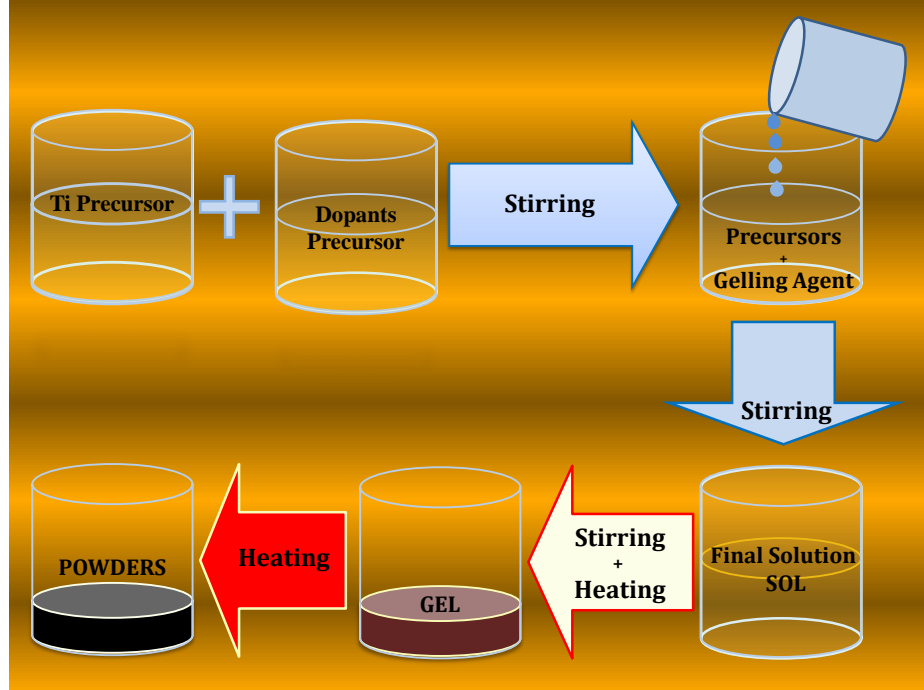 Ti Precursor
Dopants
Precursor
Stirring
Precursors
+
Gelling Agent
Stirring
Final Solution
SOL
Stirring
+
Heating
GEL
Heating
POWDERS